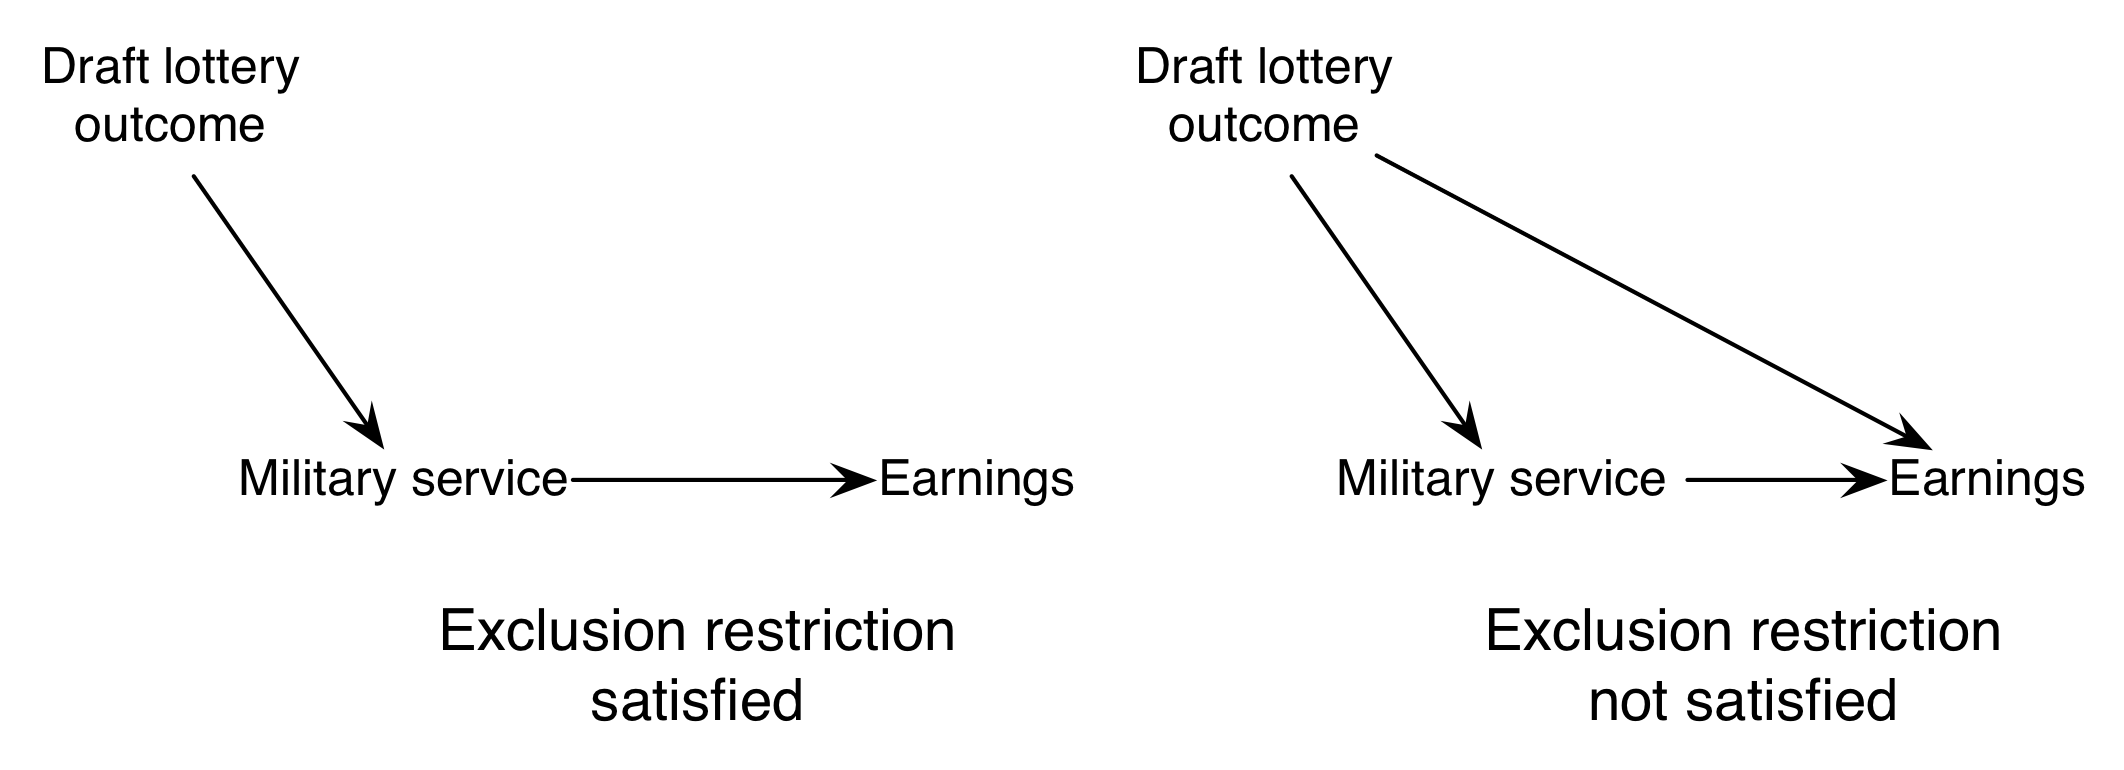 Draft lottery
outcome
Military service
Earnings
Exclusion restriction
satisfied
Draft lottery
outcome
Military service
Earnings
Exclusion restriction
not satisfied